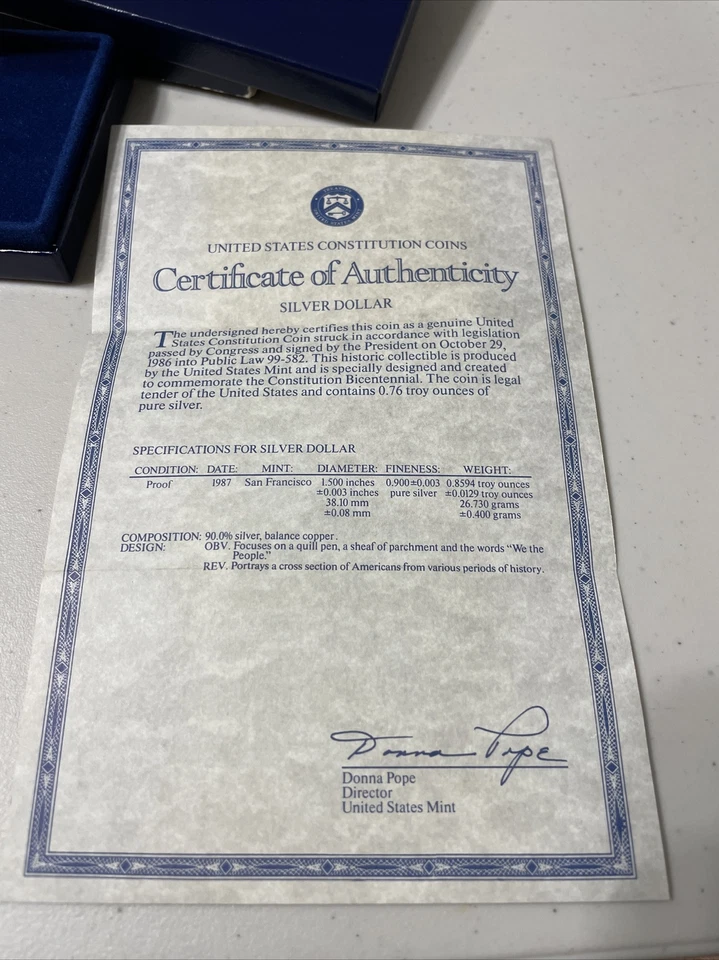 UNITED STATES CONSTITUTION COINS
Certificate of Authenticity
SILVER DOLLAR
The undersigned hereby certifies this coin as a genuine United
States Constitution Coin struck in accordance with legislation
passed by Congress and signed by the President on October 29,
1986 into Public Law 99-582. This historic collectible is produced
by the United States Mint and is specially designed and created
to commemorate the Constitution Bicentennial. The coin is legal
tender of the United States and contains 0.76 troy ounces of
pure silver.
SPECIFICATIONS FOR SILVER DOLLAR
CONDITION: DATE: MINT: DIAMETER: FINENESS: WEIGHT:
Proof 1987 San Francisco 1.500 inches 0.900±0.003 0.8594 troy ounces
±0.003 inches pure silver ±0.0129 troy ounces
38.10 mm 26.730 grams
±0.08 mm ±0.400 grams
COMPOSITION: 90.0% silver, balance copper.
DESIGN: OBV. Focuses on a quill pen, a sheaf of parchment and the words “We the
People.”
REV. Portrays a cross section of Americans from various periods of history.
Donna Pope
Donna Pope
Director
United States Mint